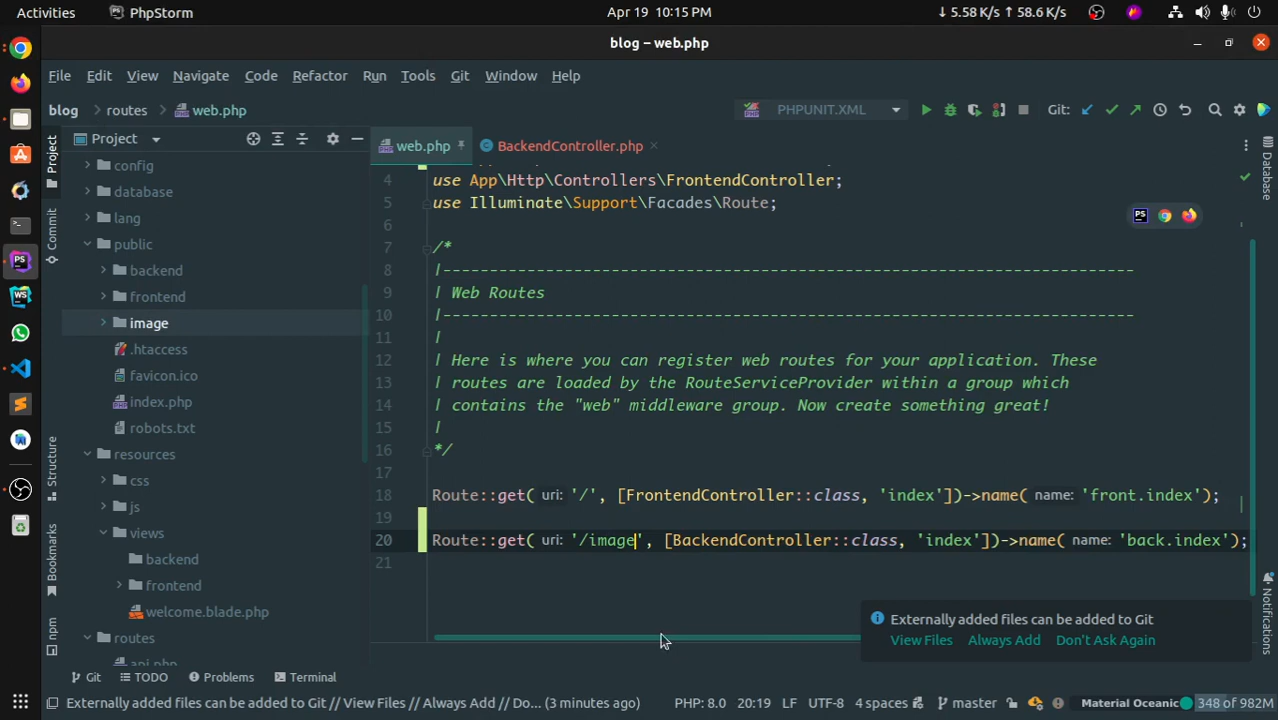 Activities PhpStorm Apr 19 10:15 PM ↓ 5.58 K/s ↑ 58.6 K/s
blog – web.php
File Edit View Navigate Code Refactor Run Tools Git Window Help
blog routes web.php PHPUNIT.XML Git:
Project
web.php
BackendController.php
config
database
lang
public
backend
frontend
image
.htaccess
favicon.ico
index.php
robots.txt
resources
css
js
views
backend
frontend
welcome.blade.php
routes
Project
Commit
Structure
Bookmarks
npm
4 use App\Http\Controllers\FrontendController;
5 use Illuminate\Support\Facades\Route;
6
7 /*
8 |--------------------------------------------------------------------------
9 | Web Routes
10 |--------------------------------------------------------------------------
11 |
12 | Here is where you can register web routes for your application. These
13 | routes are loaded by the RouteServiceProvider within a group which
14 | contains the "web" middleware group. Now create something great!
15 |
16 */
17
18 Route::get( uri: '/', [FrontendController::class, 'index'])->name( name: 'front.index');
19
20 Route::get( uri: '/image', [BackendController::class, 'index'])->name( name: 'back.index');
21
Database
Notifications
Externally added files can be added to Git
View Files Always Add Don't Ask Again
Git TODO Problems Terminal
Externally added files can be added to Git // View Files // Always Add // Do... (3 minutes ago) PHP: 8.0 20:19 LF UTF-8 4 spaces master Material Oceanic 348 of 982M